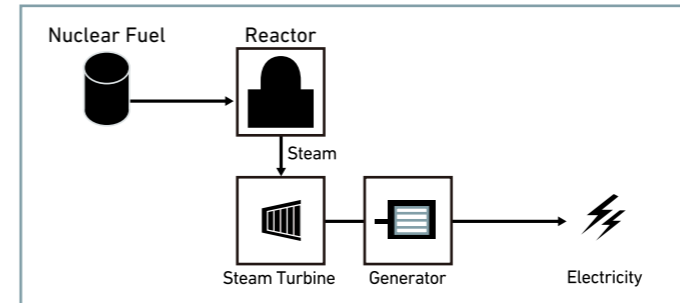 Nuclear Fuel
Reactor
Steam
Steam Turbine
Generator
Electricity